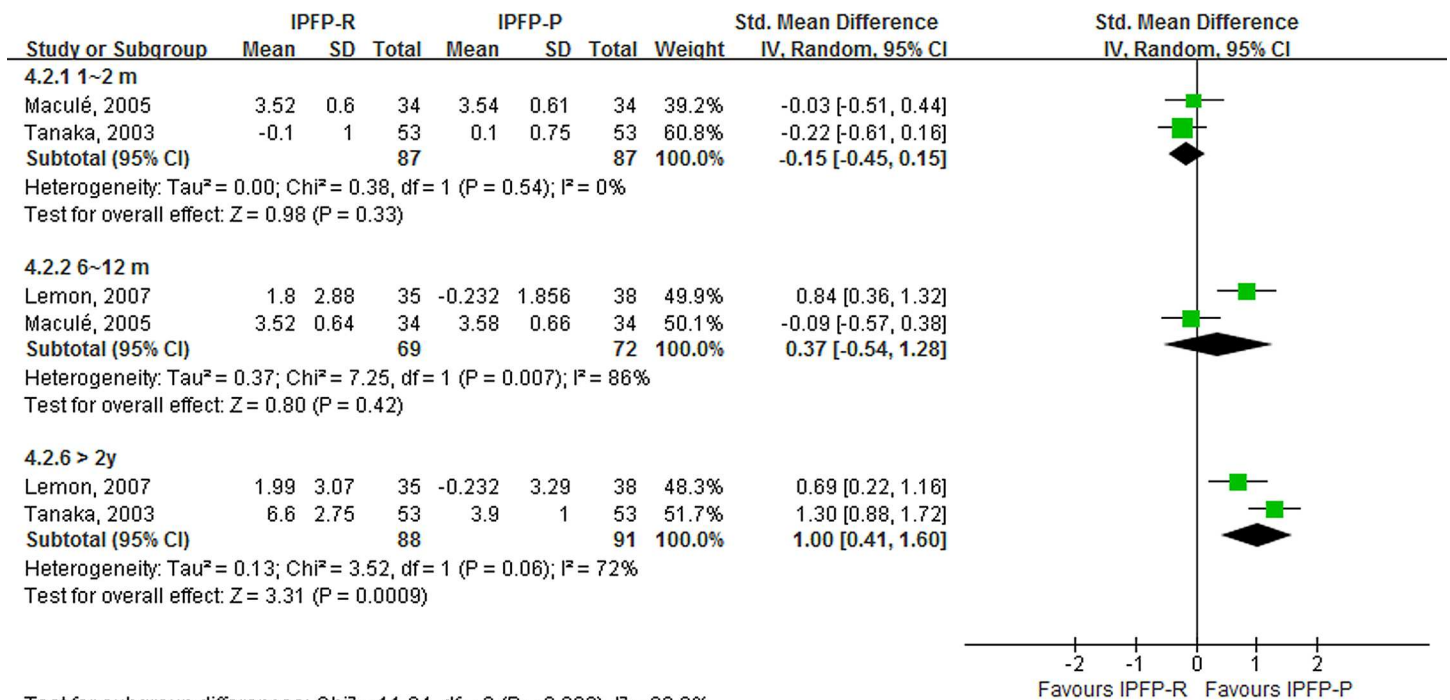 IPFP-R IPFP-P Std. Mean Difference Std. Mean Difference
Study or Subgroup Mean SD Total Mean SD Total Weight IV, Random, 95% CI IV, Random, 95% CI
4.2.1 1~2 m
Maculé, 2005 3.52 0.6 34 3.54 0.61 34 39.2% -0.03 [-0.51, 0.44]
Tanaka, 2003 -0.1 1 53 0.1 0.75 53 60.8% -0.22 [-0.61, 0.16]
Subtotal (95% CI) 87 87 100.0% -0.15 [-0.45, 0.15]
Heterogeneity: Tau² = 0.00; Chi² = 0.38, df = 1 (P = 0.54); I² = 0%
Test for overall effect: Z = 0.98 (P = 0.33)
4.2.2 6~12 m
Lemon, 2007 1.8 2.88 35 -0.232 1.856 38 49.9% 0.84 [0.36, 1.32]
Maculé, 2005 3.52 0.64 34 3.58 0.66 34 50.1% -0.09 [-0.57, 0.38]
Subtotal (95% CI) 69 72 100.0% 0.37 [-0.54, 1.28]
Heterogeneity: Tau² = 0.37; Chi² = 7.25, df = 1 (P = 0.007); I² = 86%
Test for overall effect: Z = 0.80 (P = 0.42)
4.2.6 > 2y
Lemon, 2007 1.99 3.07 35 -0.232 3.29 38 48.3% 0.69 [0.22, 1.16]
Tanaka, 2003 6.6 2.75 53 3.9 1 53 51.7% 1.30 [0.88, 1.72]
Subtotal (95% CI) 88 91 100.0% 1.00 [0.41, 1.60]
Heterogeneity: Tau² = 0.13; Chi² = 3.52, df = 1 (P = 0.06); I² = 72%
Test for overall effect: Z = 3.31 (P = 0.0009)
-2 -1 0 1 2
Favours IPFP-R Favours IPFP-P
Test for subgroup differences: Chi²